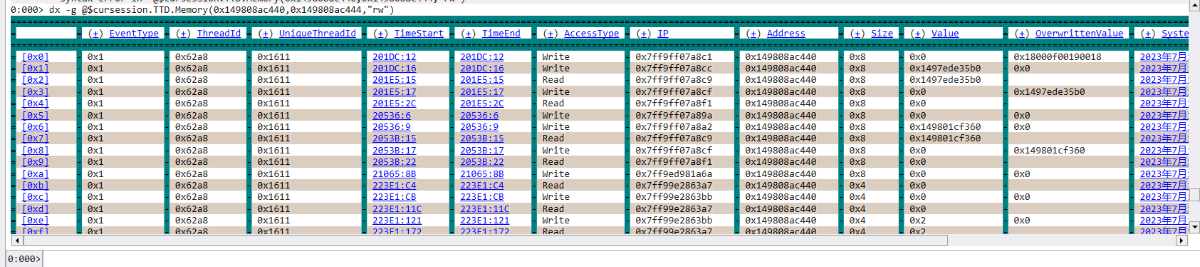 0:000> dx -g @$cursession.TTD.Memory(0x149808ac440,0x149808ac444,"rw")
(+) EventType (+) ThreadId (+) UniqueThreadId (+) TimeStart (+) TimeEnd (+) AccessType (+) IP (+) Address (+) Size (+) Value (+) OverwrittenValue (+) Syste
[0x0] 0x1 0x62a8 0x1611 201DC:12 201DC:12 Write 0x7ff9ff07a8c1 0x149808ac440 0x8 0x0 0x18000f00190018 2023年7月
[0x1] 0x1 0x62a8 0x1611 201DC:16 201DC:16 Write 0x7ff9ff07a8cc 0x149808ac440 0x8 0x1497ede35b0 0x0 2023年7月
[0x2] 0x1 0x62a8 0x1611 201E5:15 201E5:15 Read 0x7ff9ff07a8c9 0x149808ac440 0x8 0x1497ede35b0 2023年7月
[0x3] 0x1 0x62a8 0x1611 201E5:17 201E5:17 Write 0x7ff9ff07a8cf 0x149808ac440 0x8 0x0 0x1497ede35b0 2023年7月
[0x4] 0x1 0x62a8 0x1611 201E5:2C 201E5:2C Read 0x7ff9ff07a8f1 0x149808ac440 0x8 0x0 2023年7月
[0x5] 0x1 0x62a8 0x1611 20536:6 20536:6 Write 0x7ff9ff07a89a 0x149808ac440 0x8 0x0 0x0 2023年7月
[0x6] 0x1 0x62a8 0x1611 20536:9 20536:9 Write 0x7ff9ff07a8a2 0x149808ac440 0x8 0x149801cf360 0x0 2023年7月
[0x7] 0x1 0x62a8 0x1611 2053B:15 2053B:15 Read 0x7ff9ff07a8c9 0x149808ac440 0x8 0x149801cf360 2023年7月
[0x8] 0x1 0x62a8 0x1611 2053B:17 2053B:17 Write 0x7ff9ff07a8cf 0x149808ac440 0x8 0x0 0x149801cf360 2023年7月
[0x9] 0x1 0x62a8 0x1611 2053B:22 2053B:22 Read 0x7ff9ff07a8f1 0x149808ac440 0x8 0x0 2023年7月
[0xa] 0x1 0x62a8 0x1611 21065:8B 21065:8B Write 0x7ff9ed981a6a 0x149808ac440 0x8 0x0 0x0 2023年7月
[0xb] 0x1 0x62a8 0x1611 223E1:C4 223E1:C4 Read 0x7ff99e2863a7 0x149808ac440 0x4 0x0 2023年7月
[0xc] 0x1 0x62a8 0x1611 223E1:CB 223E1:CB Write 0x7ff99e2863bb 0x149808ac440 0x4 0x0 0x0 2023年7月
[0xd] 0x1 0x62a8 0x1611 223E1:11C 223E1:11C Read 0x7ff99e2863a7 0x149808ac440 0x4 0x0 2023年7月
[0xe] 0x1 0x62a8 0x1611 223E1:121 223E1:121 Write 0x7ff99e2863bb 0x149808ac440 0x4 0x2 0x0 2023年7月
[0xf] 0x1 0x62a8 0x1611 223E1:172 223E1:172 Read 0x7ff99e2863a7 0x149808ac440 0x4 0x2 2023年7月
0:000>